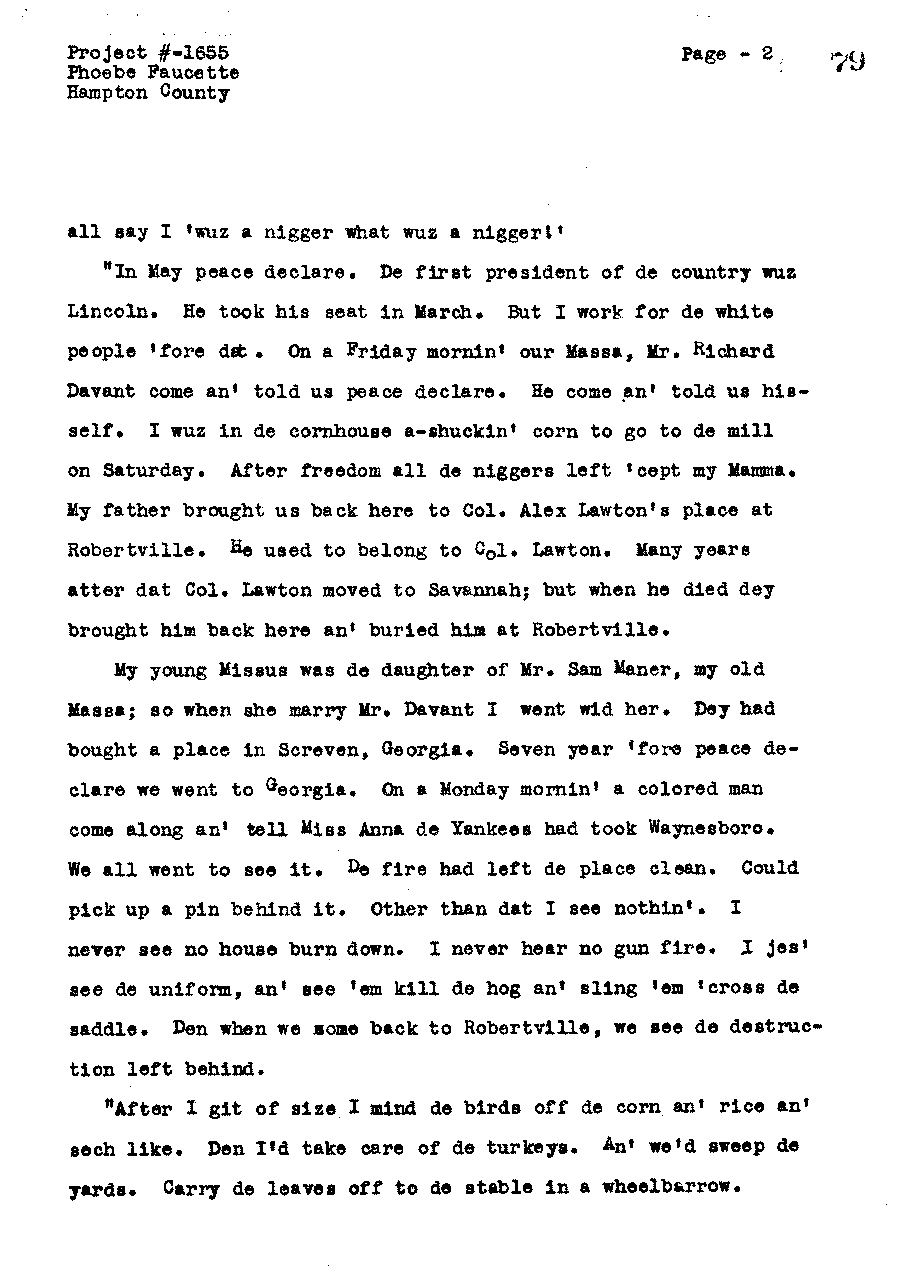 Project #-1655
Page - 2
79
Phoebe Faucette
Hampton County
all say I 'wuz a nigger what wuz a nigger!'
"In May peace declare. De first president of de country wuz
Lincoln. He took his seat in March. But I work for de white
people 'fore dat. On a Friday mornin' our Massa, Mr. Richard
Davant come an' told us peace declare. He come an' told us his-
self. I wuz in de cornhouse a-shuckin' corn to go to de mill
on Saturday. After freedom all de niggers left 'cept my Mamma.
My father brought us back here to Col. Alex Lawton's place at
Robertville. He used to belong to Col. Lawton. Many years
atter dat Col. Lawton moved to Savannah; but when he died dey
brought him back here an' buried him at Robertville.
My young Missus was de daughter of Mr. Sam Maner, my old
Massa; so when she marry Mr. Davant I went wid her. Dey had
bought a place in Screven, Georgia. Seven year 'fore peace de-
clare we went to Georgia. On a Monday mornin' a colored man
come along an' tell Miss Anna de Yankees had took Waynesboro.
We all went to see it. De fire had left de place clean. Could
pick up a pin behind it. Other than dat I see nothin'. I
never see no house burn down. I never hear no gun fire. I jes'
see de uniform, an' see 'em kill de hog an' sling 'em 'cross de
saddle. Den when we some back to Robertville, we see de destruc-
tion left behind.
"After I git of size I mind de birds off de corn an' rice an'
sech like. Den I'd take care of de turkeys. An' we'd sweep de
yards. Carry de leaves off to de stable in a wheelbarrow.